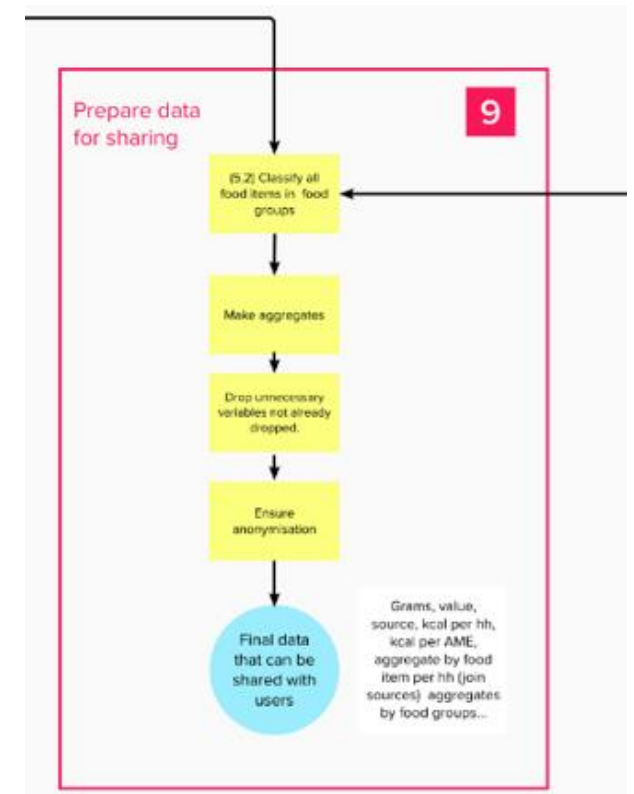 Prepare data
for sharing
9
(5.2) Classify all
food items in food
groups
Make aggregates
Drop unnecessary
variables not already
dropped.
Ensure
anonymisation
Final data
that can be
shared with
users
Grams, value,
source, kcal per hh,
kcal per AME,
aggregate by food
item per hh (join
sources) aggregates
by food groups...